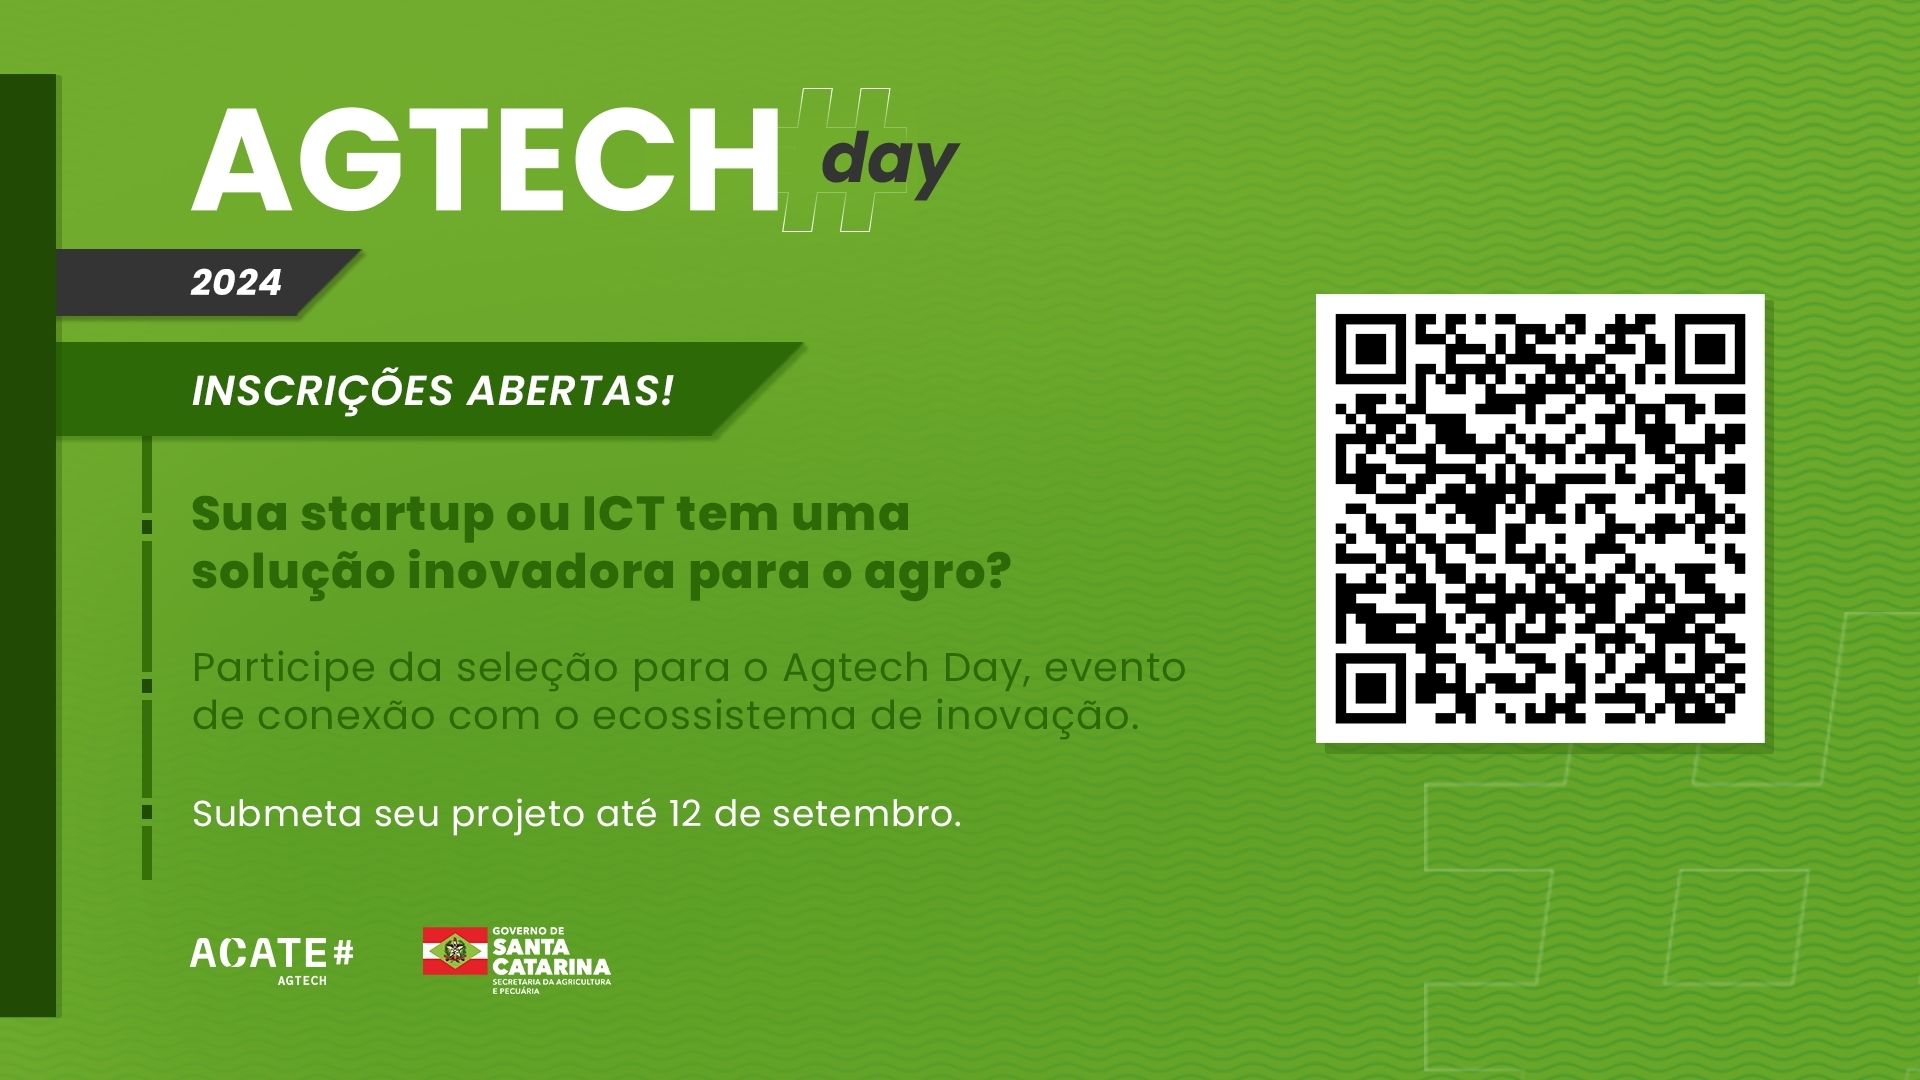 AGTECH# day
2024
INSCRIÇÕES ABERTAS!
Sua startup ou ICT tem uma
solução inovadora para o agro?
Participe da seleção para o Agtech Day, evento
de conexão com o ecossistema de inovação.
Submeta seu projeto até 12 de setembro.
ACATE#
AGTECH
GOVERNO DE
SANTA
CATARINA
SECRETARIA DA AGRICULTURA
E PECUÁRIA